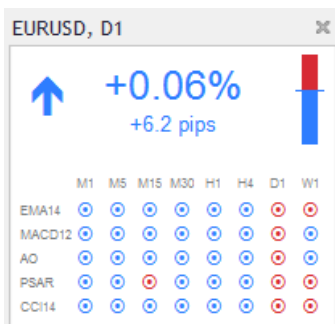 EURUSD, D1
+0.06%
+6.2 pips
M1 M5 M15 M30 H1 H4 D1 W1
EMA14
MACD12
AO
PSAR
CCI14